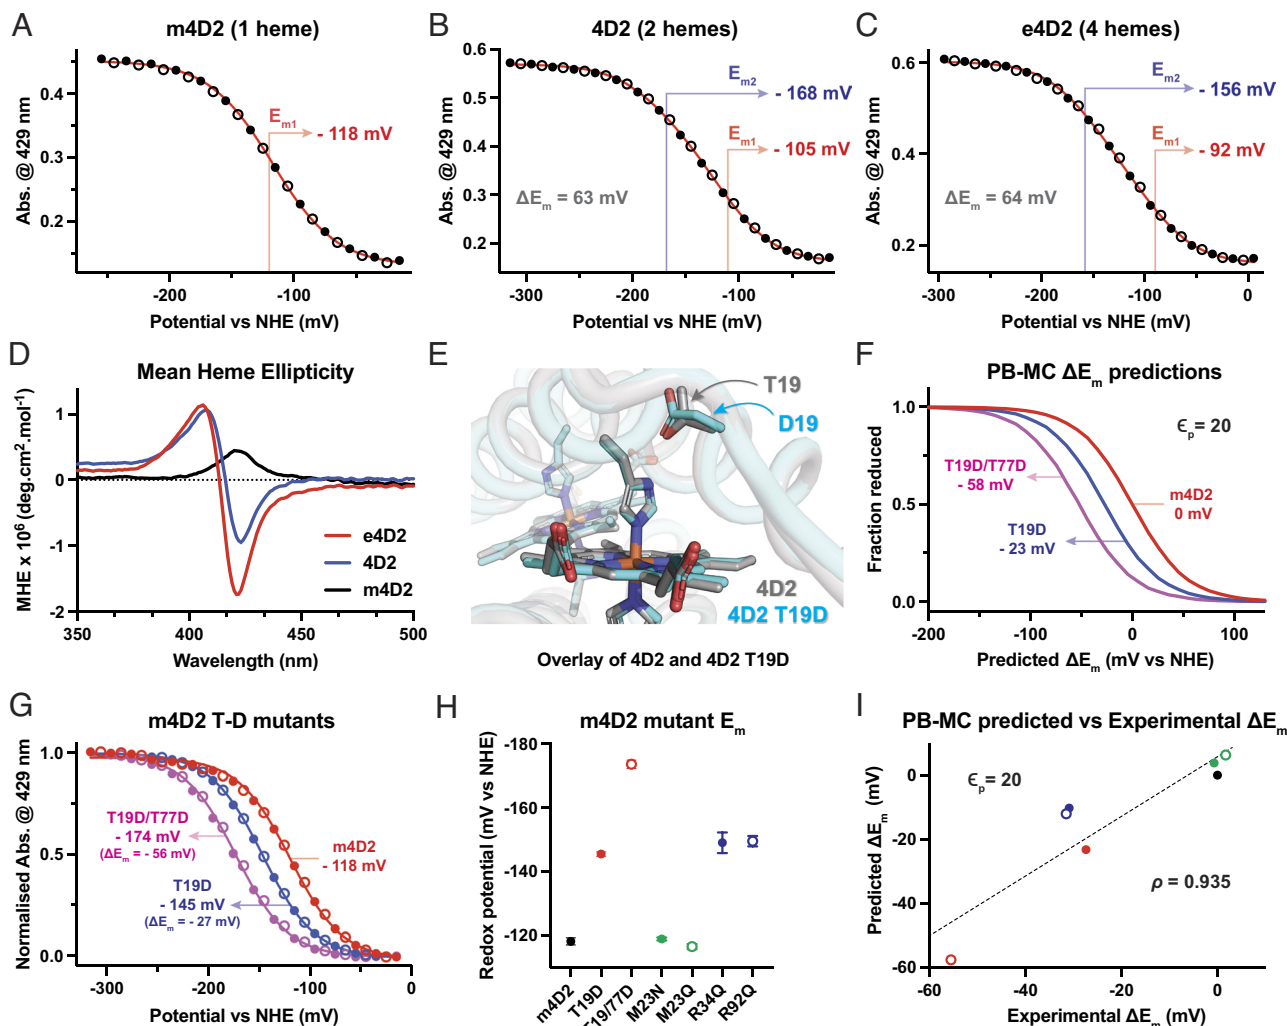 A
m4D2 (1 heme)
Abs. @ 429 nm
0.4
0.3
0.2
Em1
- 118 mV
-200
-100
Potential vs NHE (mV)
B
4D2 (2 hemes)
Abs. @ 429 nm
0.6
0.5
0.4
0.3
0.2
Em2
- 168 mV
Em1
- 105 mV
ΔEm = 63 mV
-300
-200
-100
Potential vs NHE (mV)
C
e4D2 (4 hemes)
Abs. @ 429 nm
0.6
0.4
0.2
Em2
- 156 mV
Em1
- 92 mV
ΔEm = 64 mV
-300
-200
-100
0
Potential vs NHE (mV)
D
Mean Heme Ellipticity
MHE x 10⁶ (deg.cm².mol⁻¹)
1
0
-1
-2
e4D2
4D2
m4D2
350
400
450
500
Wavelength (nm)
E
T19
D19
4D2
4D2 T19D
Overlay of 4D2 and 4D2 T19D
F
PB-MC ΔEm predictions
Fraction reduced
1.0
0.5
0.0
ϵp = 20
T19D/T77D
- 58 mV
m4D2
0 mV
T19D
- 23 mV
-200
-100
0
100
Predicted ΔEm (mV vs NHE)
G
m4D2 T-D mutants
Normalised Abs. @ 429 nm
1.0
0.5
0.0
T19D/T77D
- 174 mV
(ΔEm = - 56 mV)
m4D2
- 118 mV
T19D
- 145 mV
(ΔEm = - 27 mV)
-300
-200
-100
0
Potential vs NHE (mV)
H
m4D2 mutant Em
Redox potential (mV vs NHE)
-180
-160
-140
-120
m4D2
T19D
T19/77D
M23N
M23Q
R34Q
R92Q
I
PB-MC predicted vs Experimental ΔEm
Predicted ΔEm (mV)
0
-20
-40
-60
ϵp = 20
ρ = 0.935
-60
-40
-20
0
Experimental ΔEm (mV)